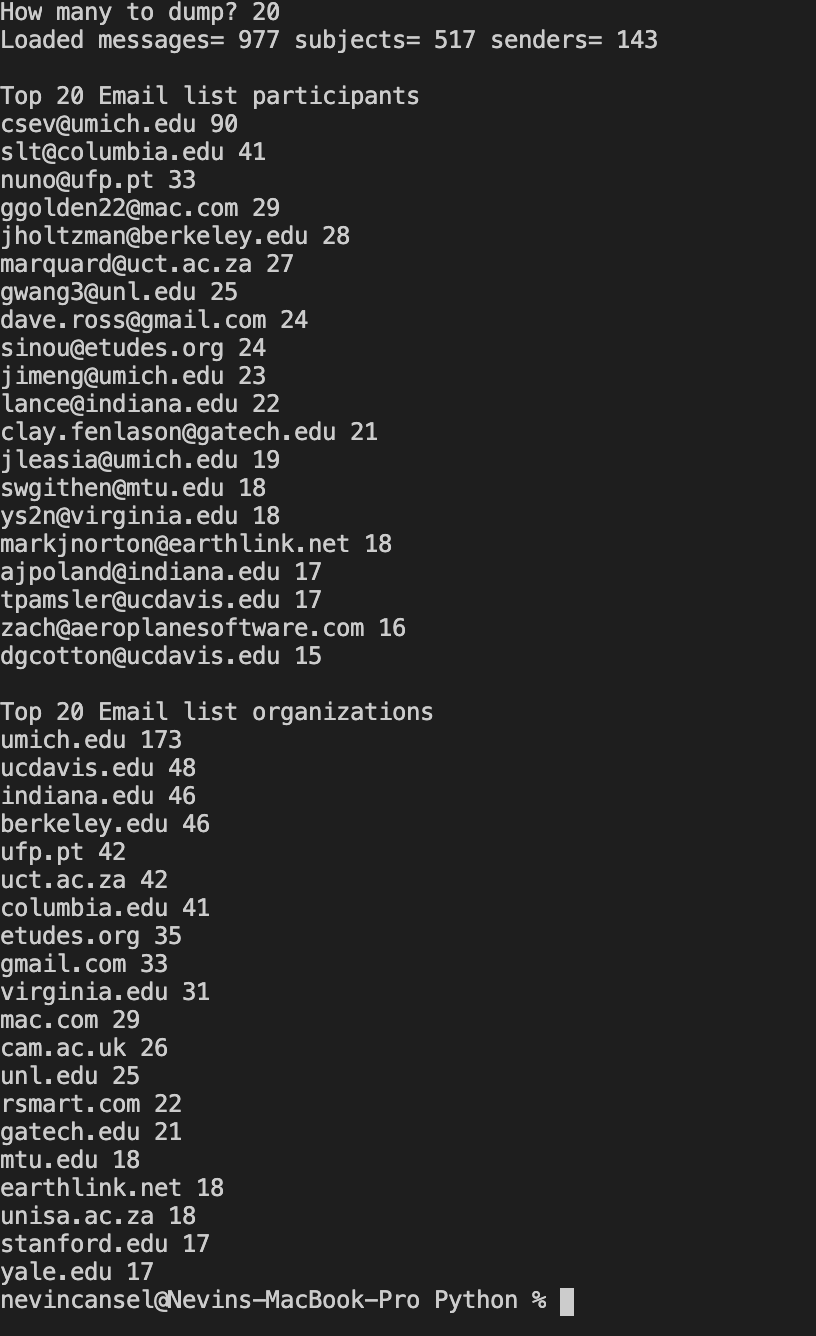 How many to dump? 20
Loaded messages= 977 subjects= 517 senders= 143
Top 20 Email list participants
csev@umich.edu 90
slt@columbia.edu 41
nuno@ufp.pt 33
ggolden22@mac.com 29
jholtzman@berkeley.edu 28
marquard@uct.ac.za 27
gwang3@unl.edu 25
dave.ross@gmail.com 24
sinou@etudes.org 24
jimeng@umich.edu 23
lance@indiana.edu 22
clay.fenlason@gatech.edu 21
jleasia@umich.edu 19
swgithen@mtu.edu 18
ys2n@virginia.edu 18
markjnorton@earthlink.net 18
ajpoland@indiana.edu 17
tpamsler@ucdavis.edu 17
zach@aeroplanesoftware.com 16
dgcotton@ucdavis.edu 15
Top 20 Email list organizations
umich.edu 173
ucdavis.edu 48
indiana.edu 46
berkeley.edu 46
ufp.pt 42
uct.ac.za 42
columbia.edu 41
etudes.org 35
gmail.com 33
virginia.edu 31
mac.com 29
cam.ac.uk 26
unl.edu 25
rsmart.com 22
gatech.edu 21
mtu.edu 18
earthlink.net 18
unisa.ac.za 18
stanford.edu 17
yale.edu 17
nevincansel@Nevins-MacBook-Pro Python %